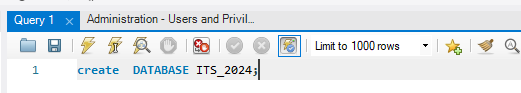 Query 1
Administration - Users and Privil...
Limit to 1000 rows
1
create  DATABASE ITS_2024;